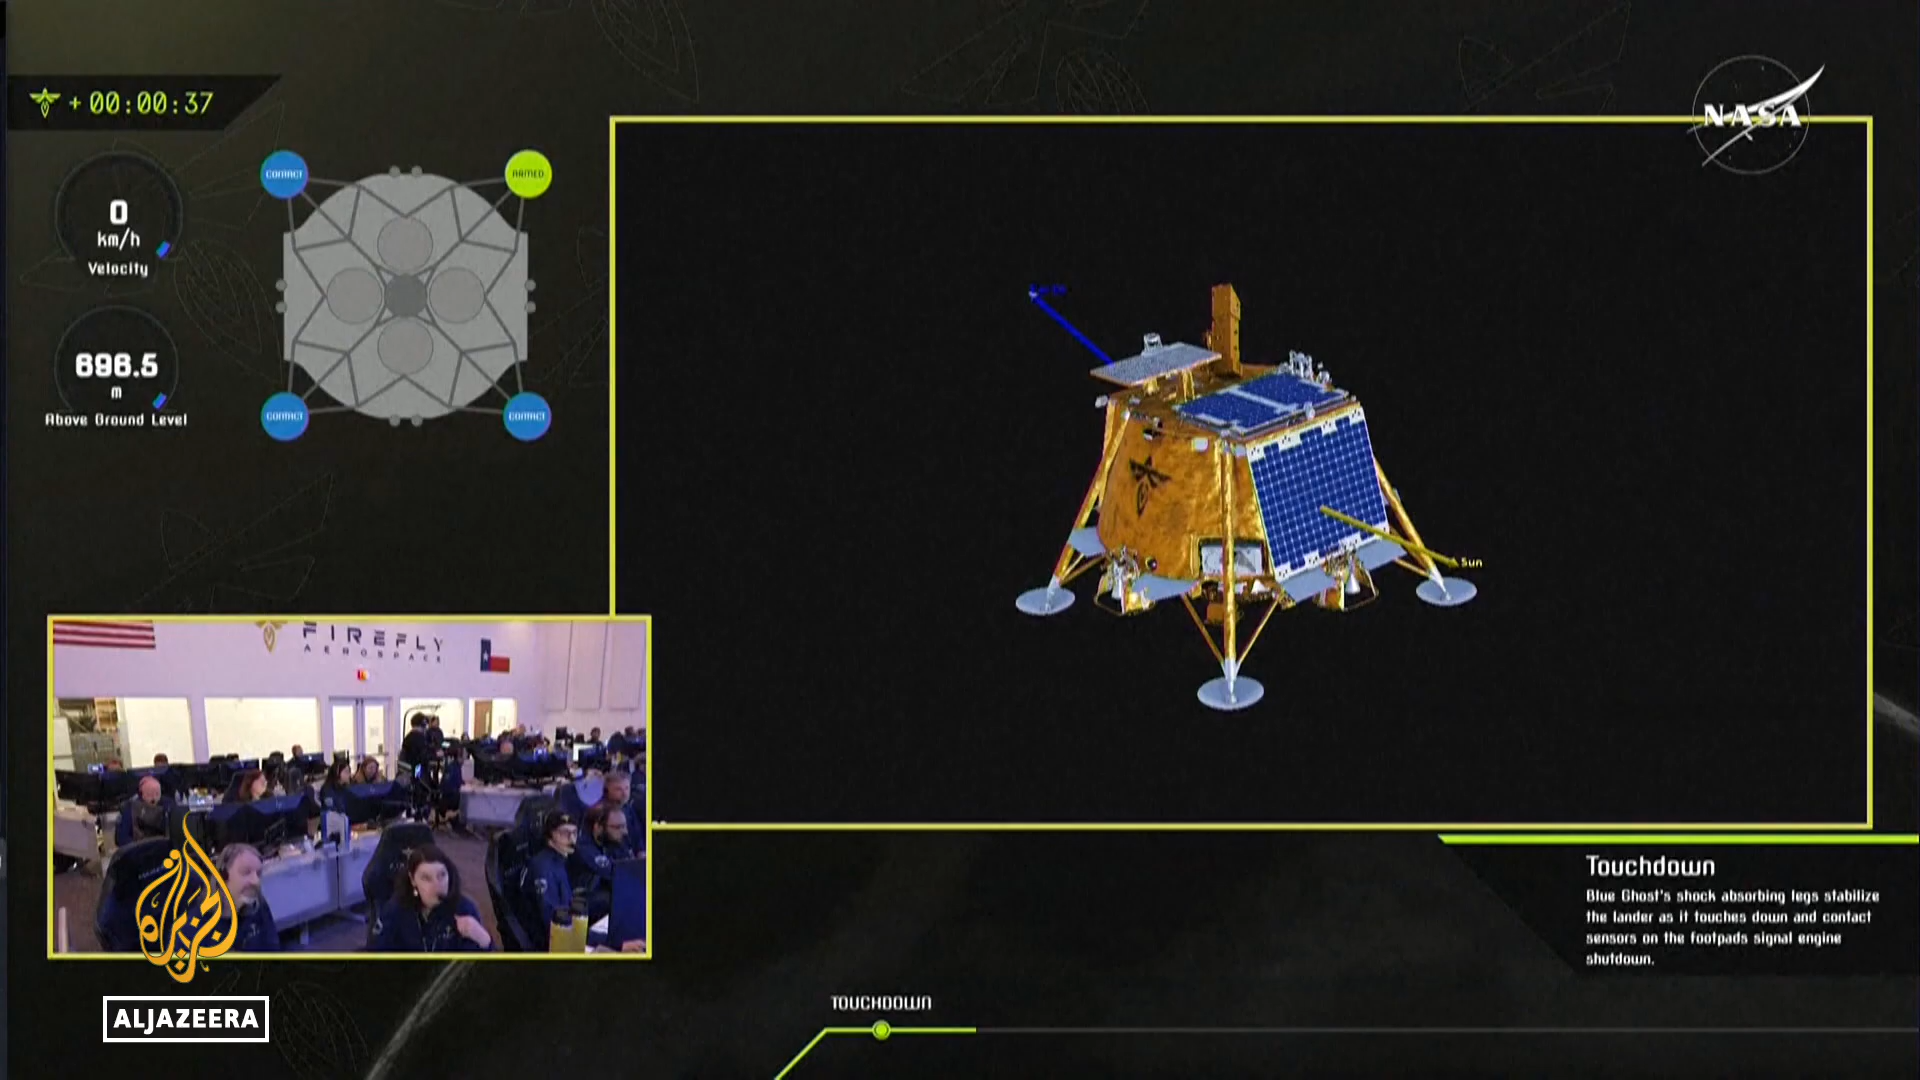 + 00:00:37
NASA
CONTACT
ARMED
0
km/h
Velocity
696.5
m
Above Ground Level
CONTACT
CONTACT
Sun
FIREFLY
AEROSPACE
Touchdown
Blue Ghost's shock absorbing legs stabilize
the lander as it touches down and contact
sensors on the footpads signal engine
shutdown.
الجزيرة
ALJAZEERA
TOUCHDOWN